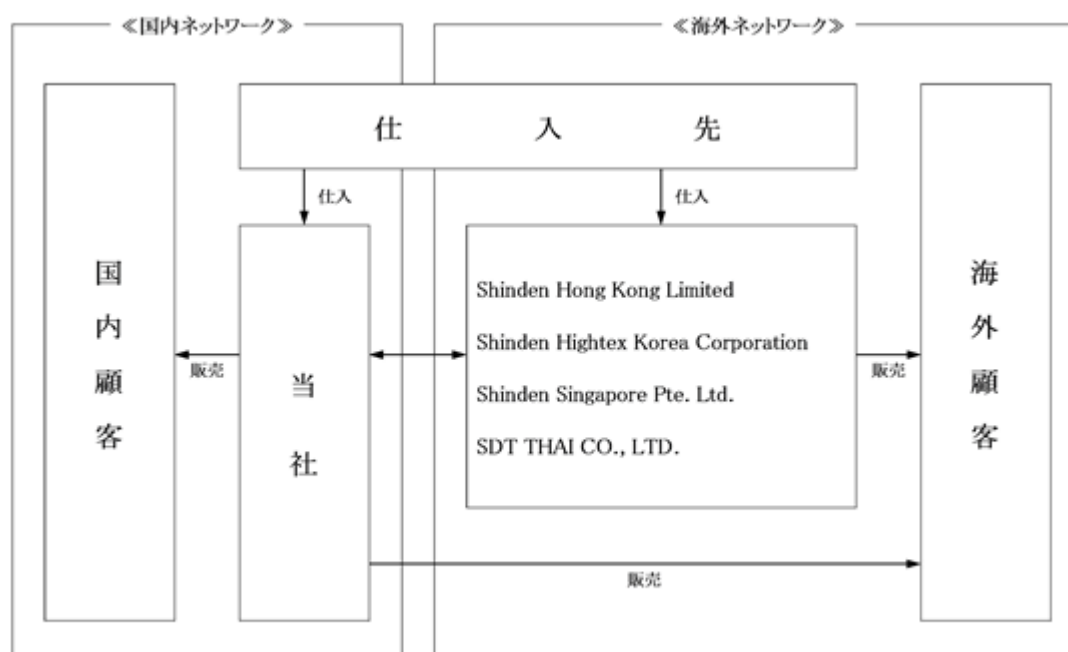 ≪国内ネットワーク≫
≪海外ネットワーク≫
仕入先
仕入
仕入
国内顧客
販売
当社
Shinden Hong Kong Limited
Shinden Hightex Korea Corporation
Shinden Singapore Pte. Ltd.
SDT THAI CO., LTD.
販売
海外顧客
販売